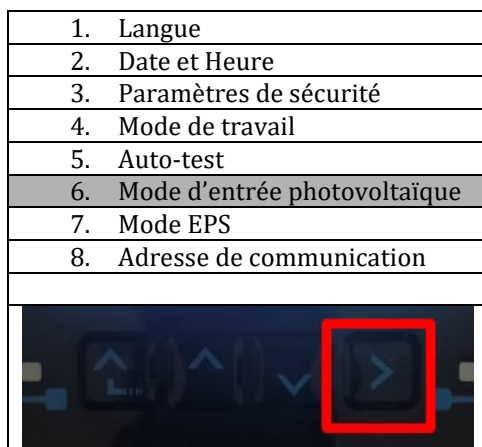 1. Langue
2. Date et Heure
3. Paramètres de sécurité
4. Mode de travail
5. Auto-test
6. Mode d'entrée photovoltaïque
7. Mode EPS
8. Adresse de communication